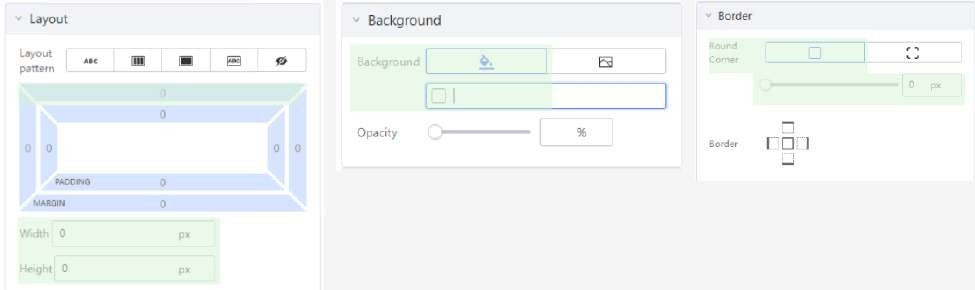 Layout
Layout pattern
ABC
ABC
0
0
0 0 0 0
PADDING 0
MARGIN 0
Width 0 px
Height 0 px
Background
Background
Opacity %
Border
Round Corner
0 px
Border